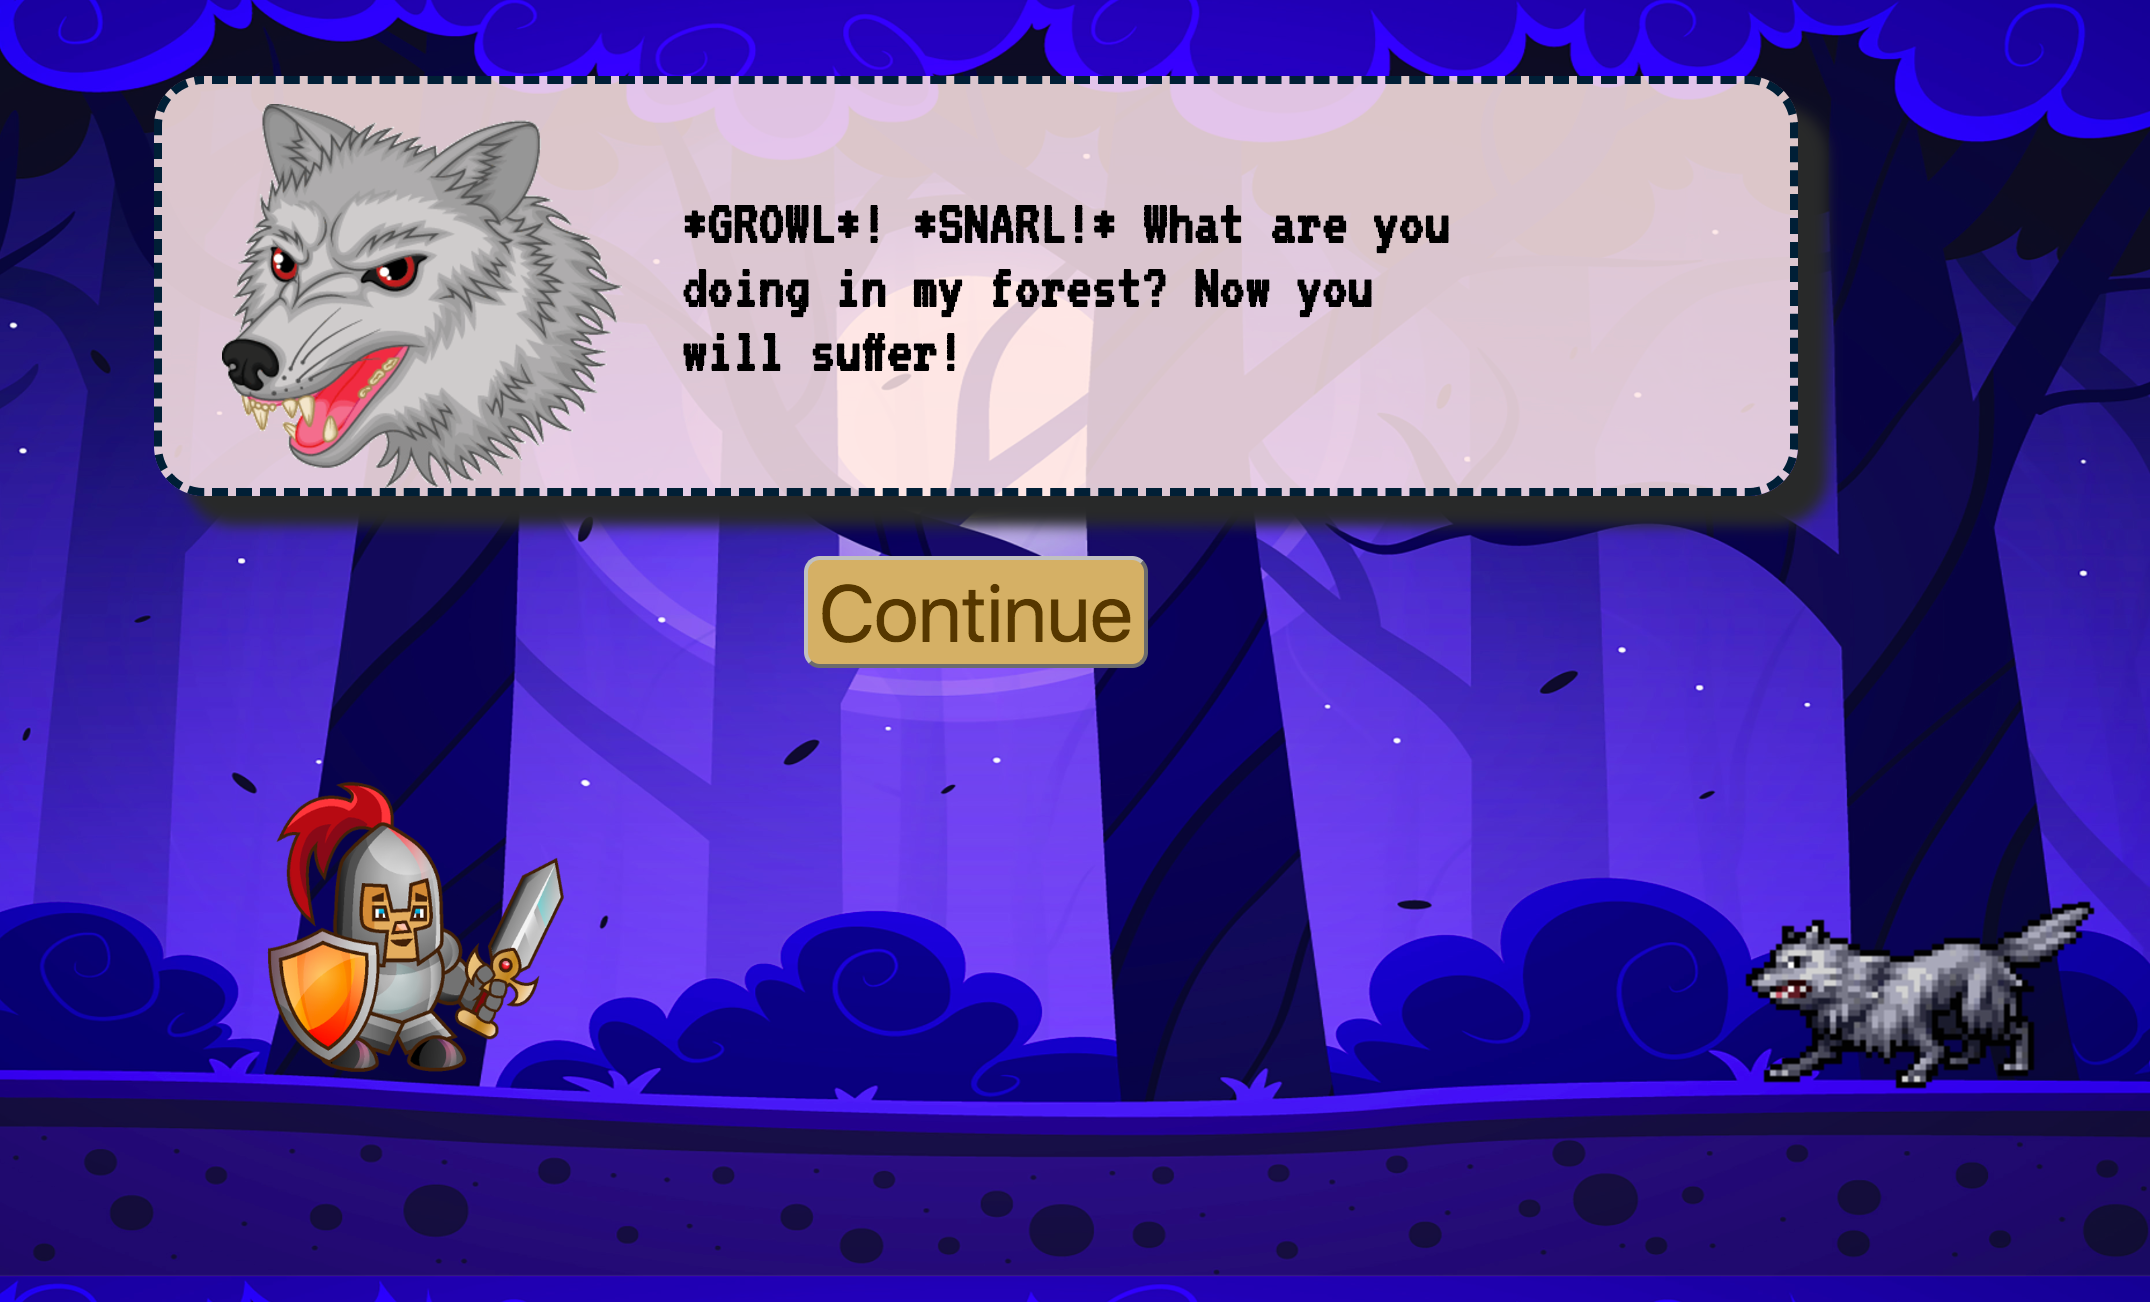 *GROWL*! *SNARL!* What are you
doing in my forest? Now you
will suffer!
Continue